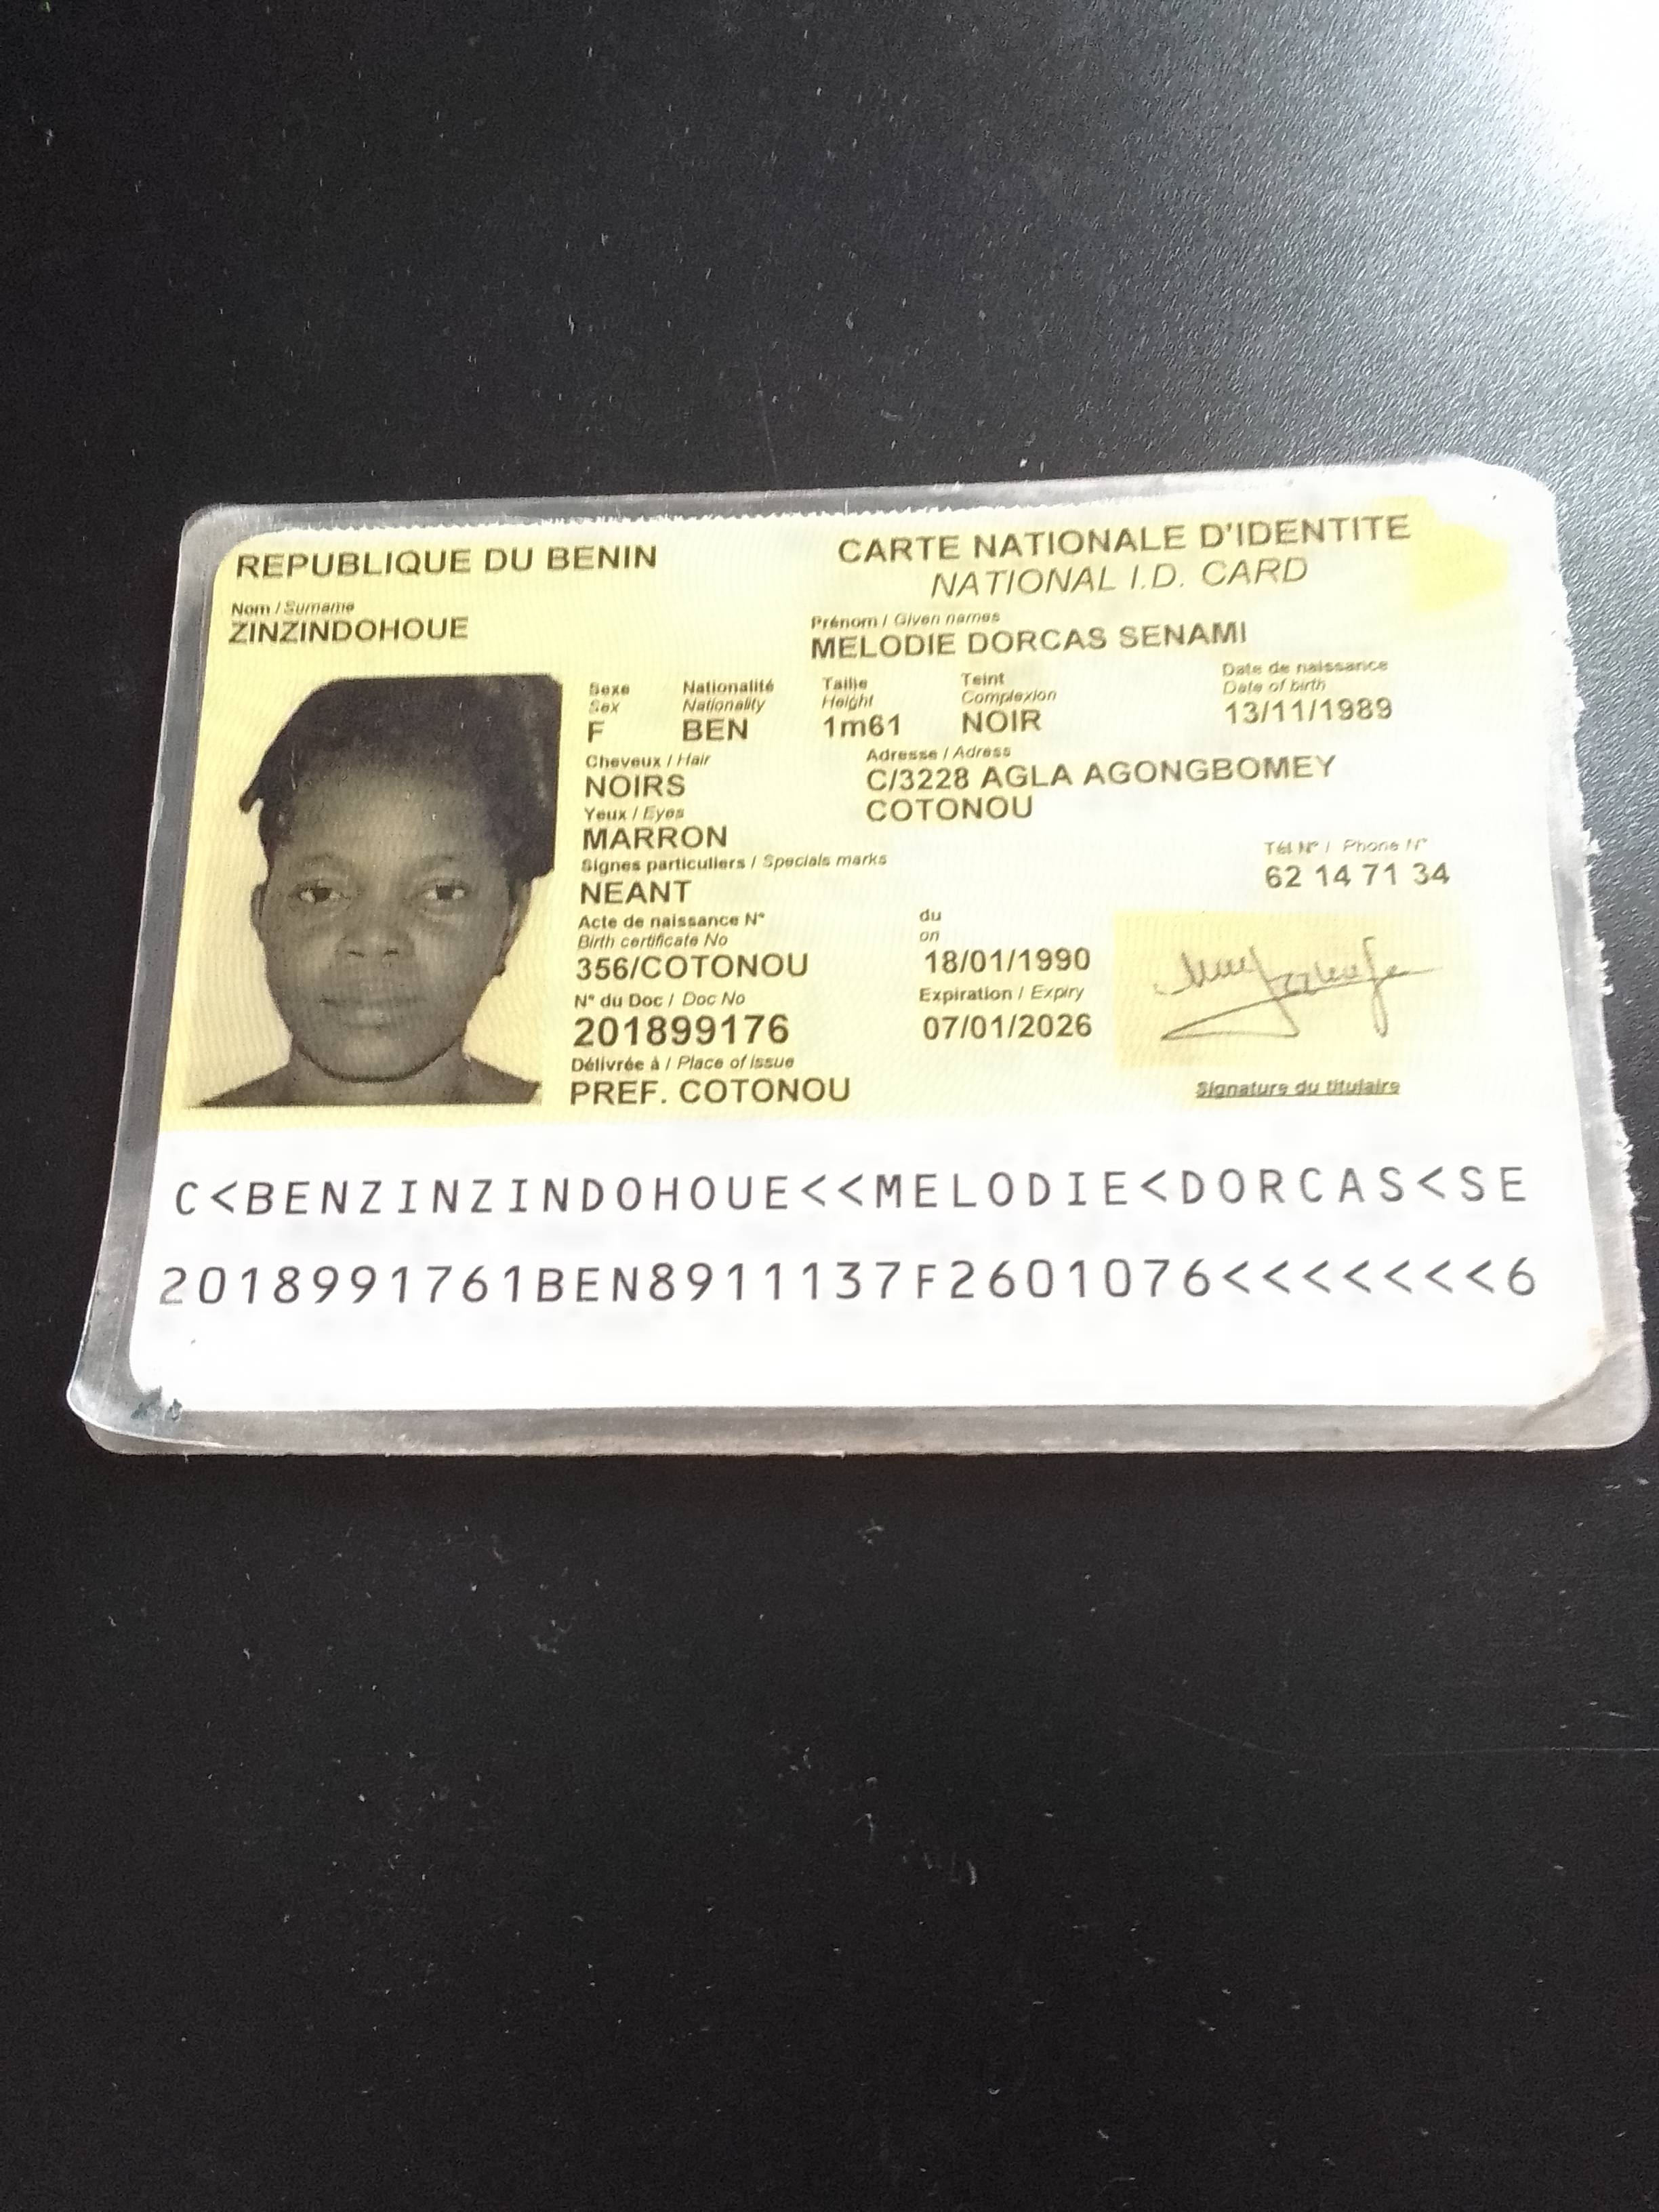 REPUBLIQUE DU BENIN
CARTE NATIONALE D'IDENTITE
NATIONAL I.D. CARD
Nom / Surname
ZINZINDOHOUE
Prénom / Given names
MELODIE DORCAS SENAMI
Sexe
Sex
F
Nationalité
Nationality
BEN
Taille
Height
1m61
Teint
Complexion
NOIR
Date de naissance
Date of birth
13/11/1989
Cheveux / Hair
NOIRS
Adresse / Adress
C/3228 AGLA AGONGBOMEY
COTONOU
Yeux / Eyes
MARRON
Signes particuliers / Specials marks
NEANT
Tél N° / Phone N°
62 14 71 34
Acte de naissance N°
Birth certificate No
356/COTONOU
du
on
18/01/1990
N° du Doc / Doc No
201899176
Expiration / Expiry
07/01/2026
Délivrée à / Place of issue
PREF. COTONOU
Signature du titulaire
C<BENZINZINDOHOUE<<MELODIE<DORCAS<SE
2018991761BEN8911137F2601076<<<<<<<6